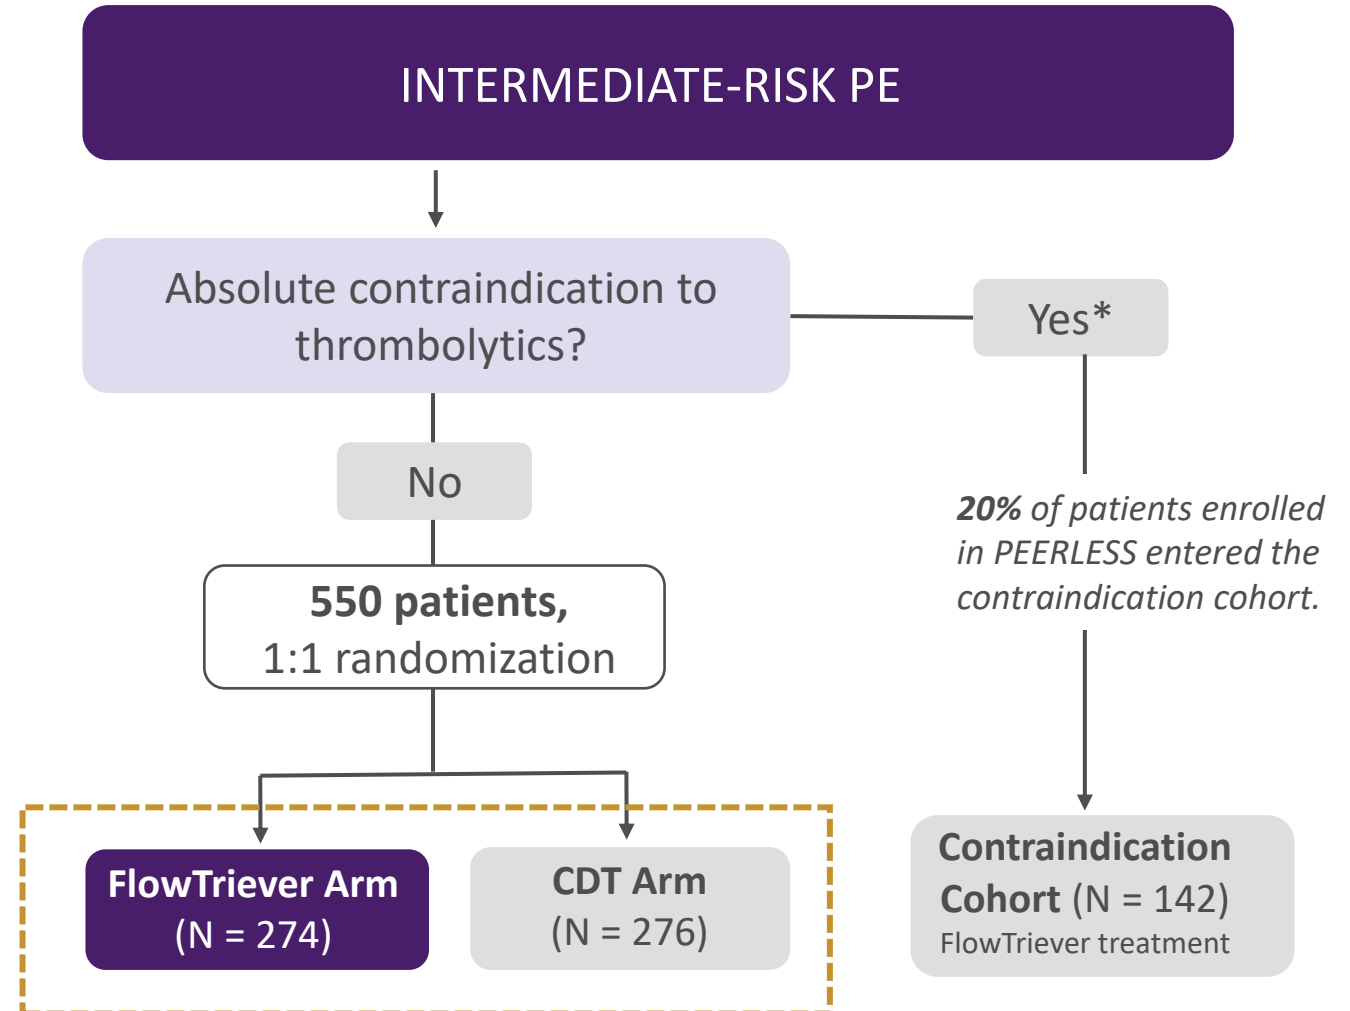 INTERMEDIATE-RISK PE
Absolute contraindication to
thrombolytics?
Yes*
No
20% of patients enrolled
in PEERLESS entered the
contraindication cohort.
550 patients,
1:1 randomization
FlowTriever Arm
(N = 274)
CDT Arm
(N = 276)
Contraindication
Cohort (N = 142)
FlowTriever treatment